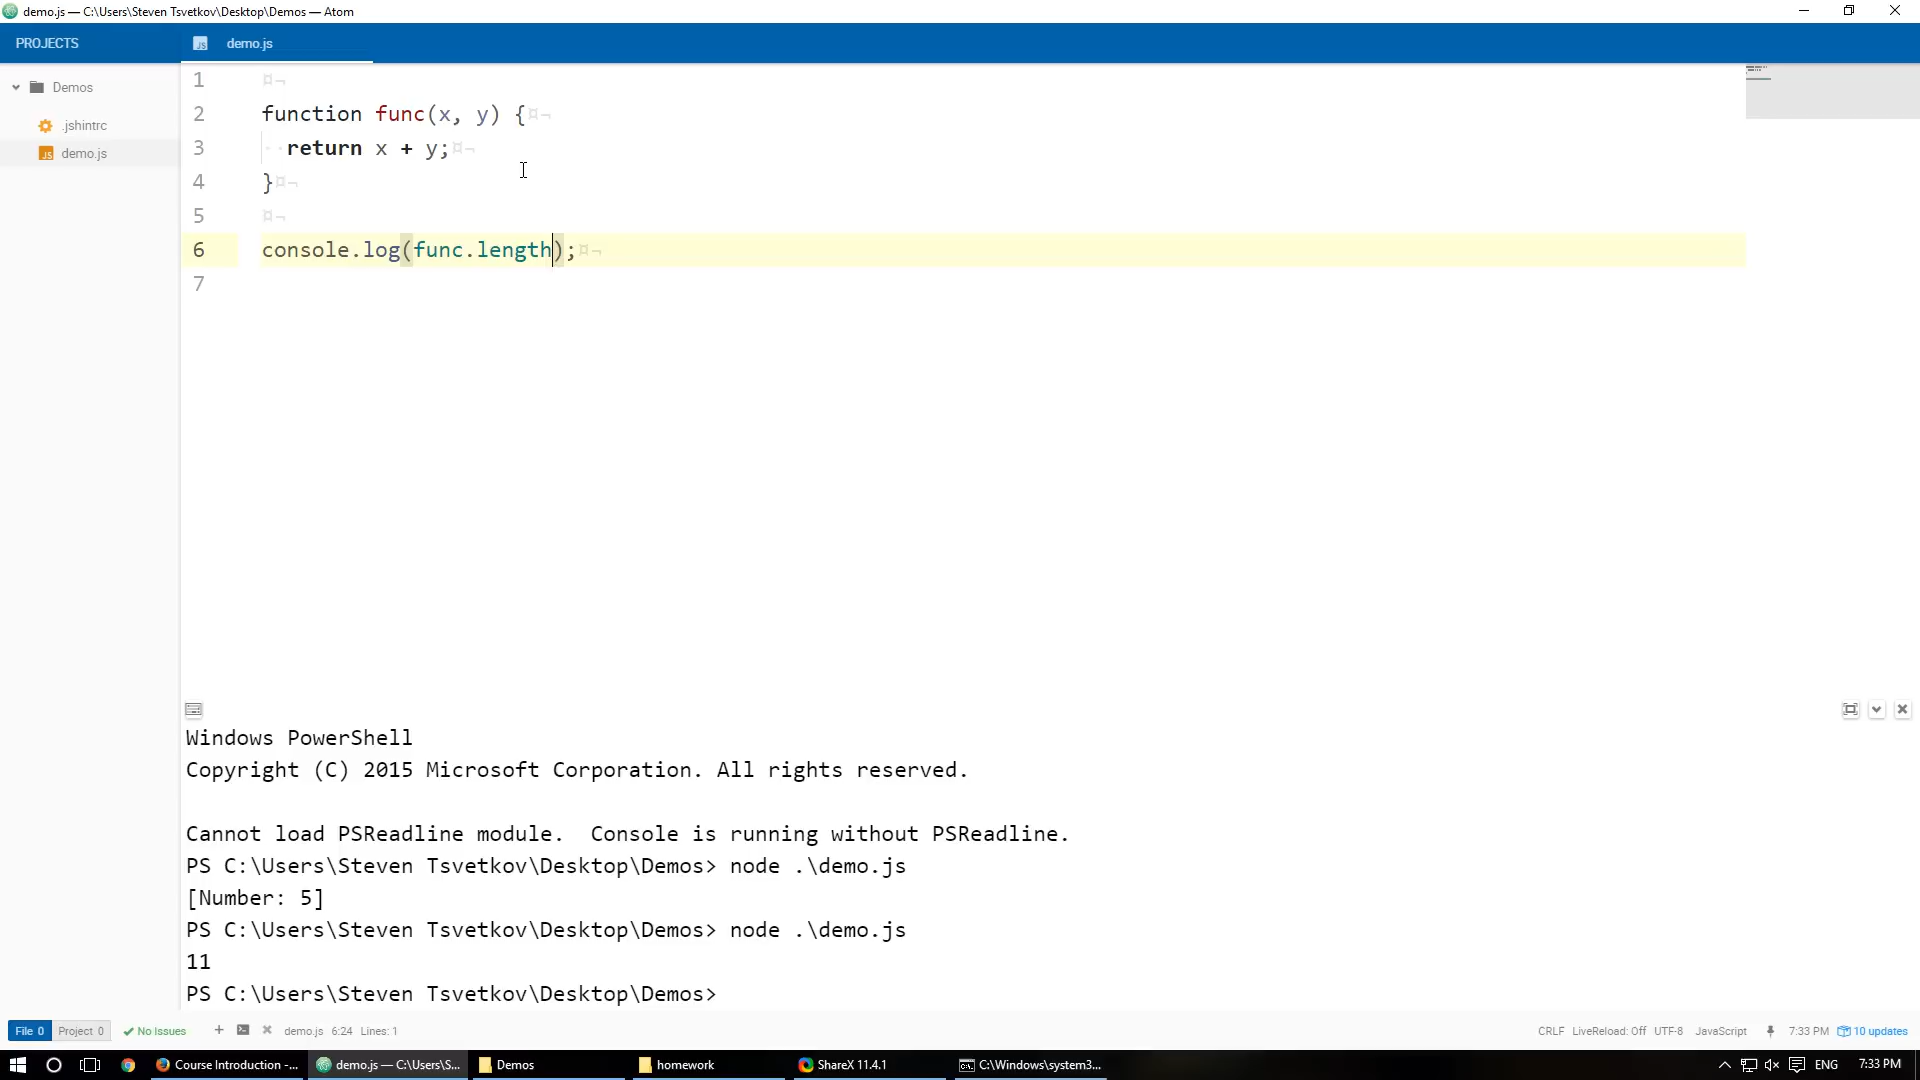 demo.js — C:\Users\Steven Tsvetkov\Desktop\Demos — Atom
PROJECTS
demo.js
Demos
.jshintrc
demo.js
1 ¤¬
2 function func(x, y) {¤¬
3 return x + y;¤¬
4 }¤¬
5 ¤¬
6 console.log(func.length);¤¬
7
Windows PowerShell
Copyright (C) 2015 Microsoft Corporation. All rights reserved.
Cannot load PSReadline module.  Console is running without PSReadline.
PS C:\Users\Steven Tsvetkov\Desktop\Demos> node .\demo.js
[Number: 5]
PS C:\Users\Steven Tsvetkov\Desktop\Demos> node .\demo.js
11
PS C:\Users\Steven Tsvetkov\Desktop\Demos>
File 0 Project 0 No Issues demo.js 6:24 Lines: 1 CRLF LiveReload: Off UTF-8 JavaScript 7:33 PM 10 updates
Course Introduction -... demo.js — C:\Users\S... Demos homework ShareX 11.4.1 C:\Windows\system3... ENG 7:33 PM